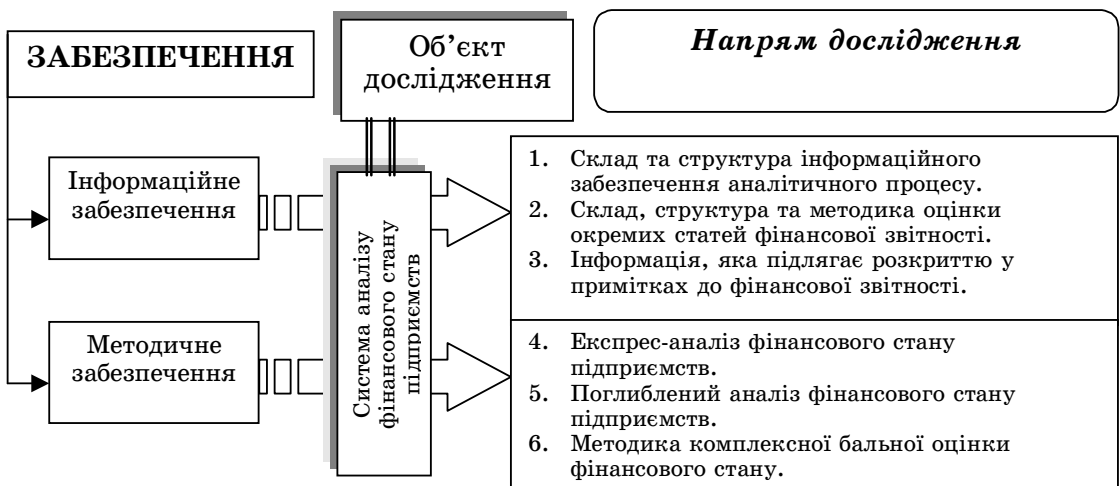 ЗАБЕЗПЕЧЕННЯ
Об’єкт
дослідження
Напрям дослідження
Інформаційне
забезпечення
Методичне
забезпечення
Система аналізу
фінансового стану
підприємств
1. Склад та структура інформаційного
забезпечення аналітичного процесу.
2. Склад, структура та методика оцінки
окремих статей фінансової звітності.
3. Інформація, яка підлягає розкриттю у
примітках до фінансової звітності.
4. Експрес-аналіз фінансового стану
підприємств.
5. Поглиблений аналіз фінансового стану
підприємств.
6. Методика комплексної бальної оцінки
фінансового стану.